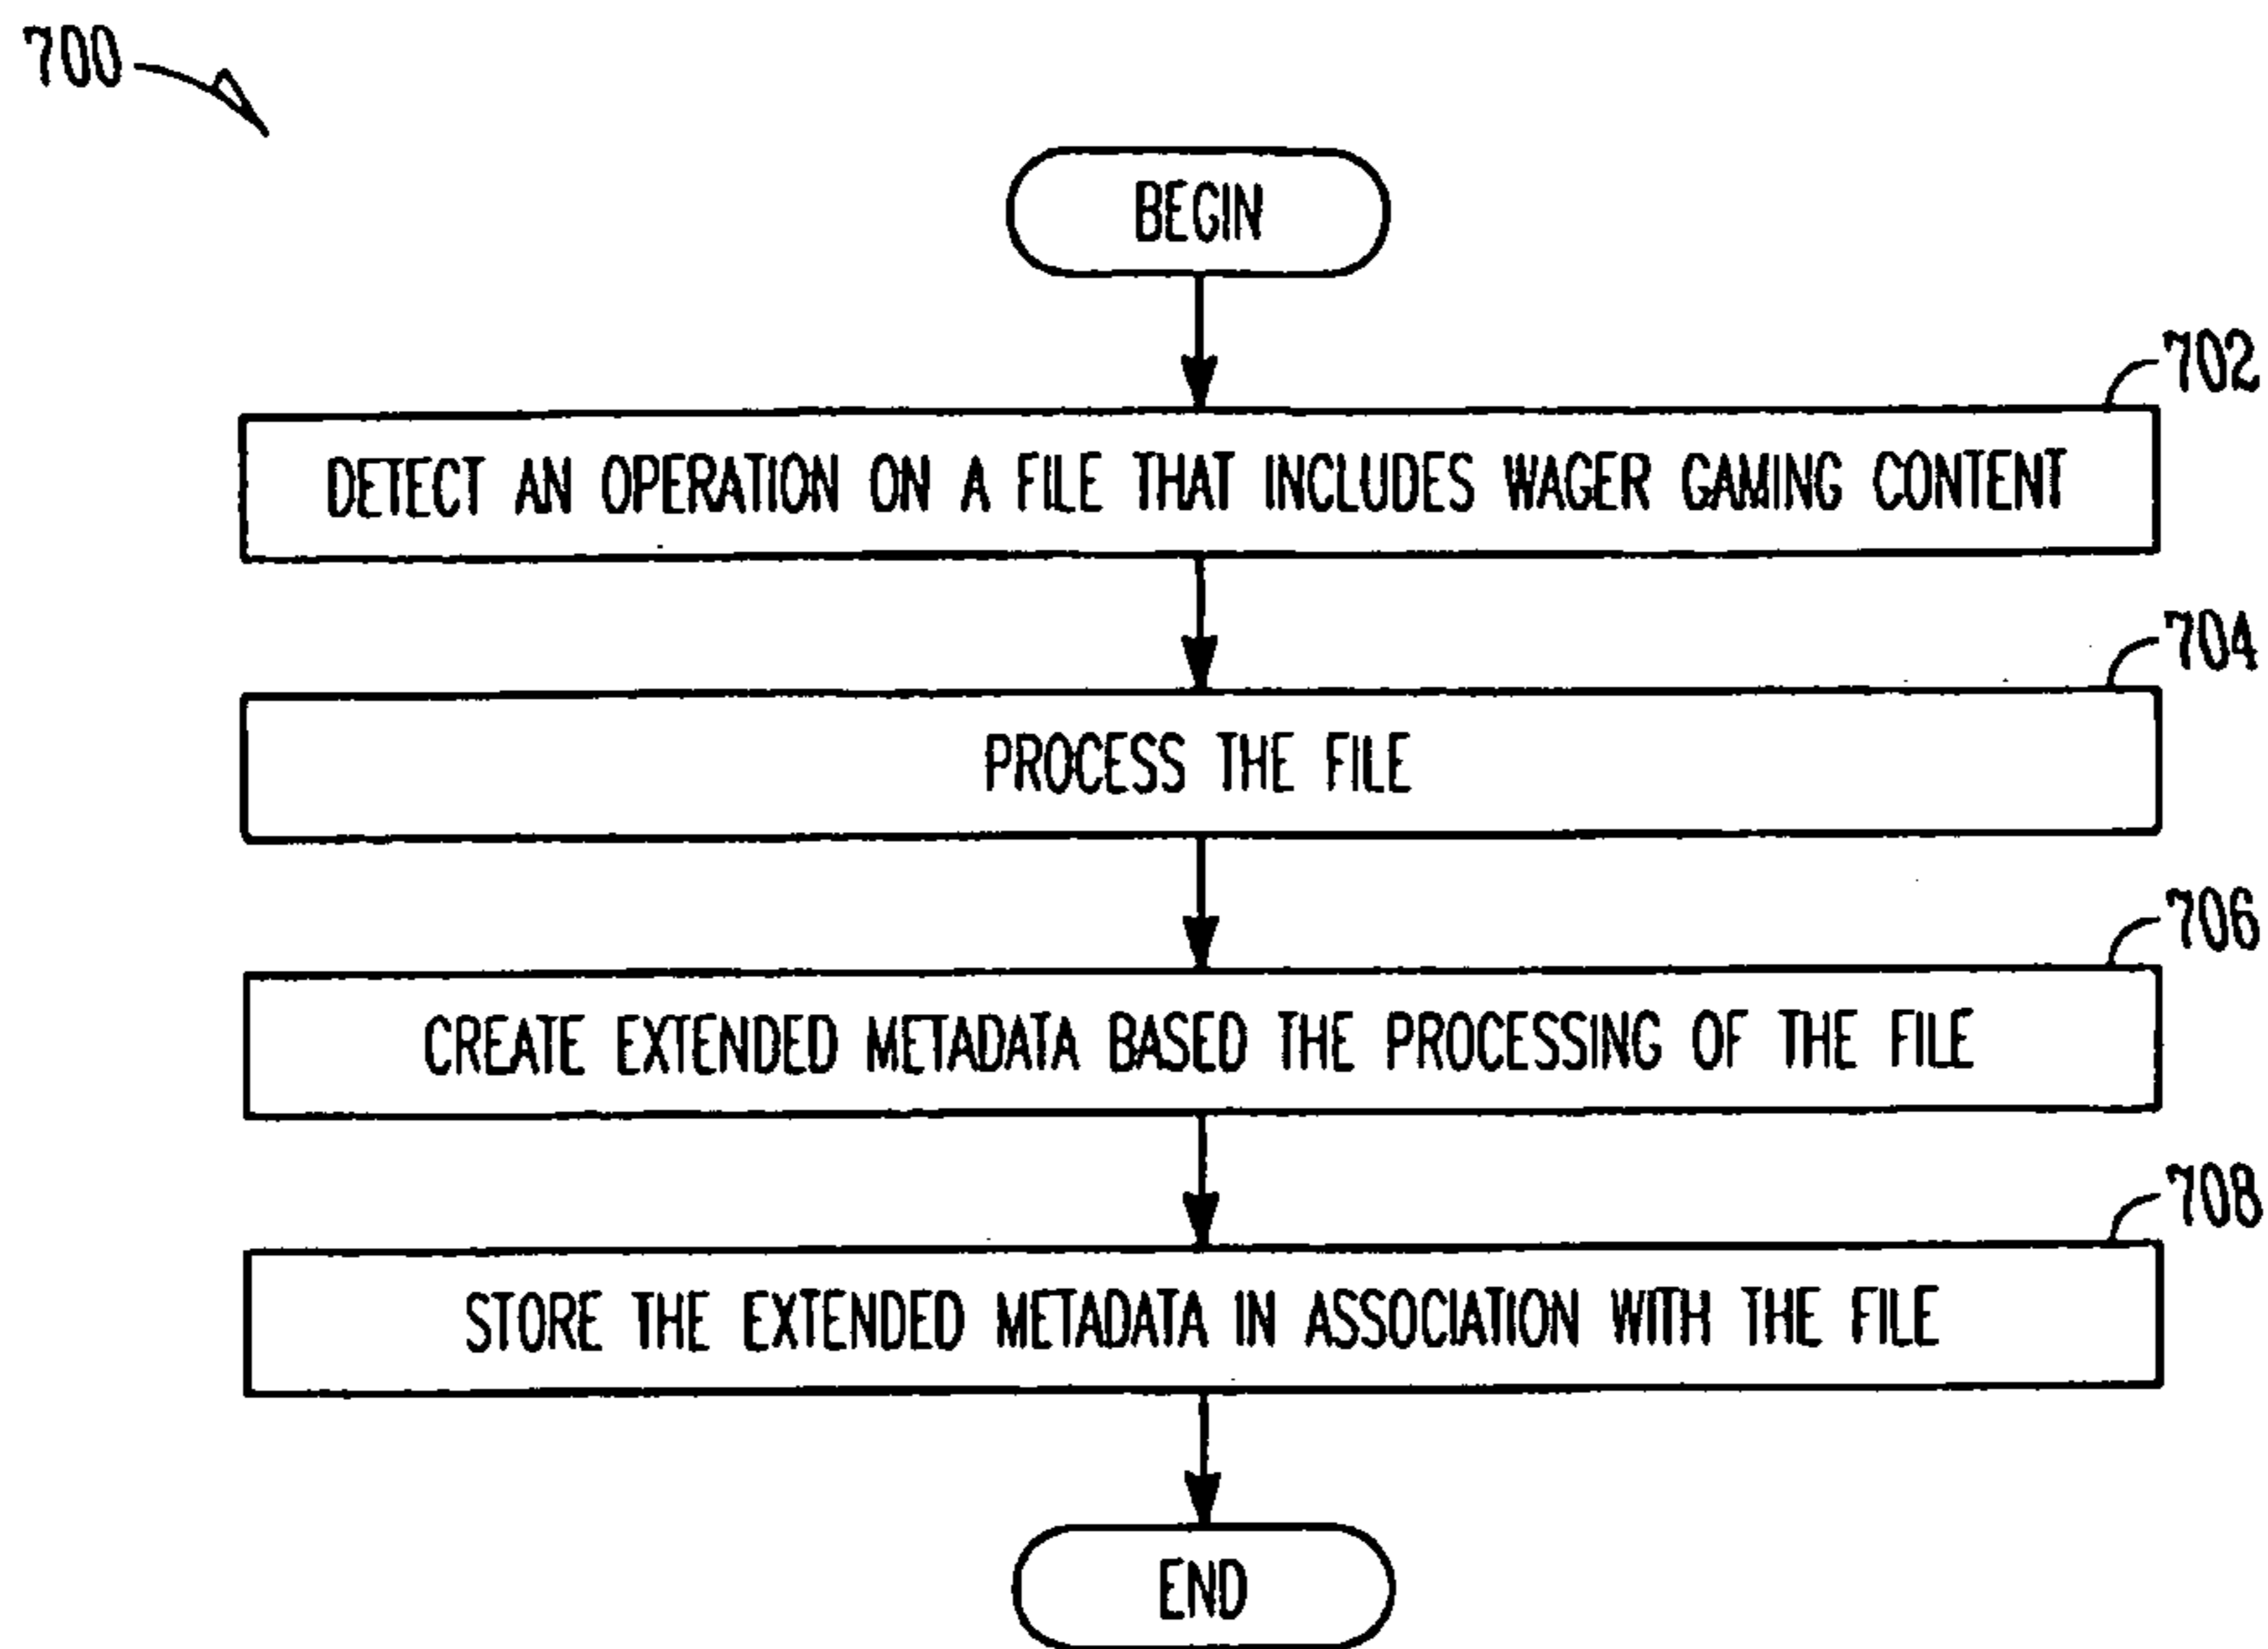 700
BEGIN
702
DETECT AN OPERATION ON A FILE THAT INCLUDES WAGER GAMING CONTENT
704
PROCESS THE FILE
706
CREATE EXTENDED METADATA BASED THE PROCESSING OF THE FILE
708
STORE THE EXTENDED METADATA IN ASSOCIATION WITH THE FILE
END